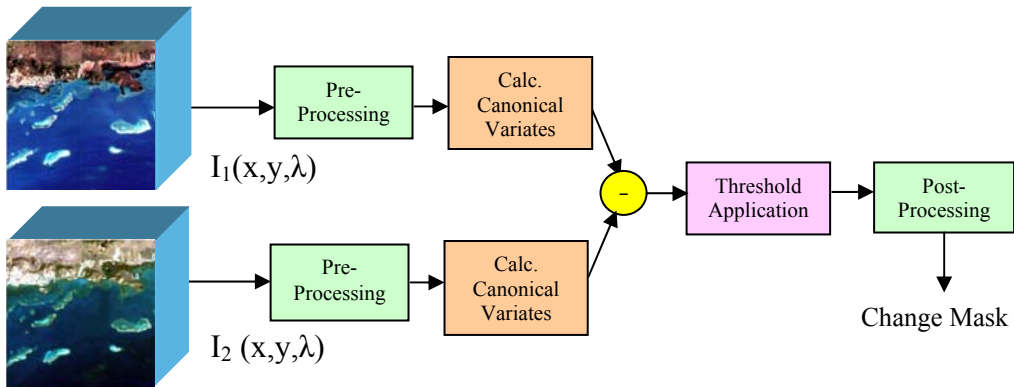 Pre-
Processing
Calc.
Canonical
Variates
I₁(x,y,λ)
-
Threshold
Application
Post-
Processing
Pre-
Processing
Calc.
Canonical
Variates
I₂ (x,y,λ)
Change Mask